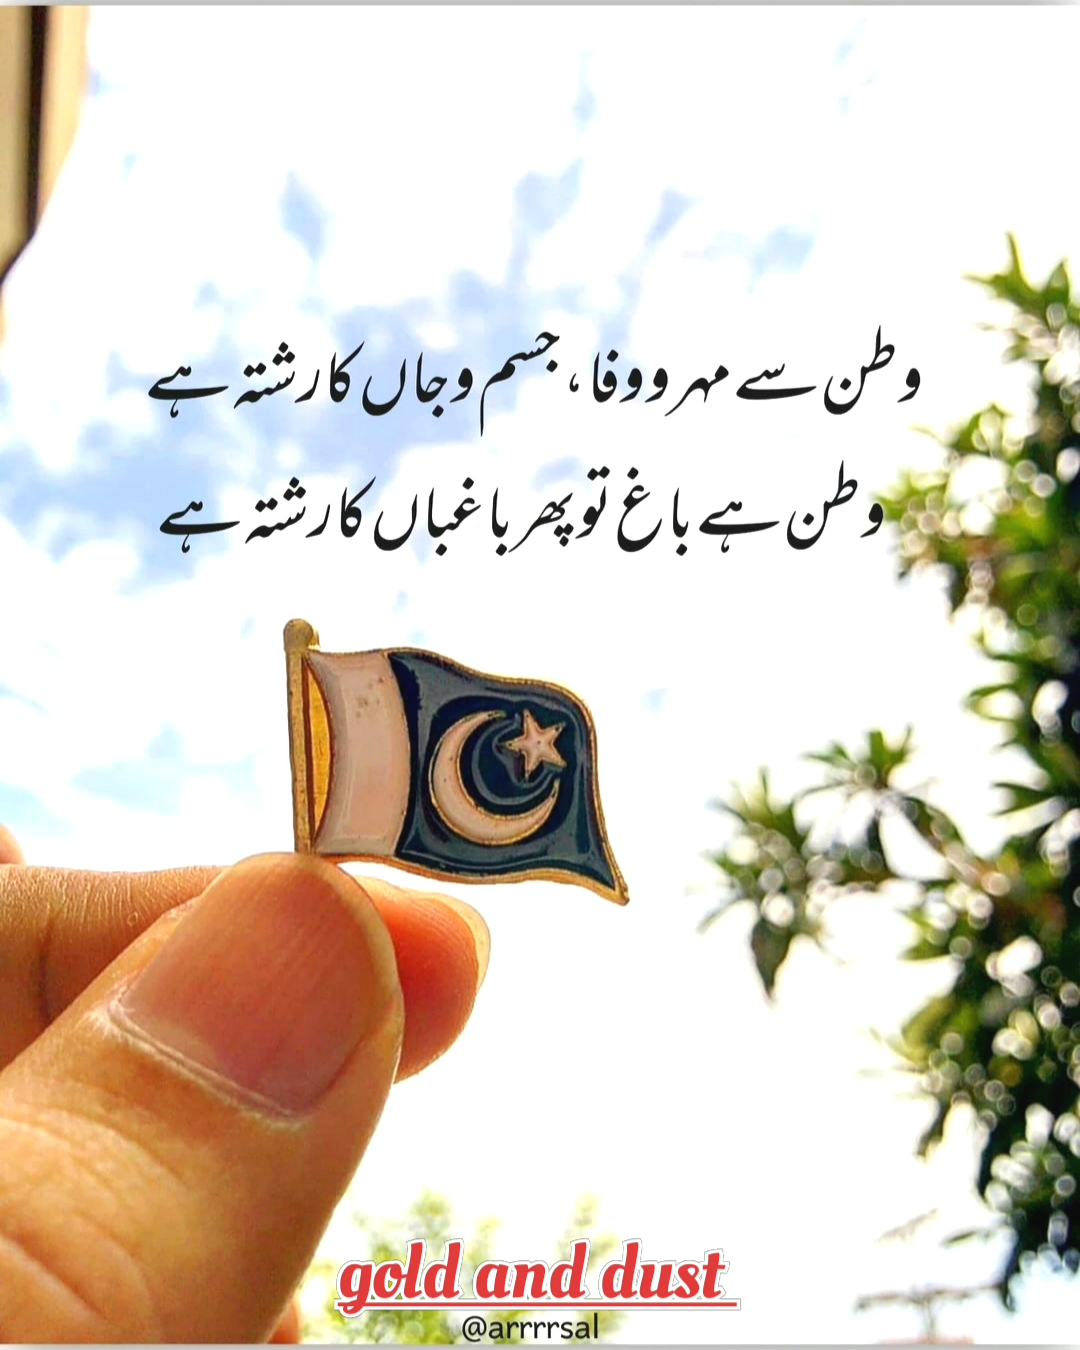 وطن سے مہر و وفا، جسم و جاں کا رشتہ ہے
وطن ہے باغ تو پھر باغباں کا رشتہ ہے
gold and dust
@arrrrsal